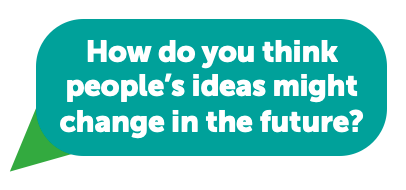 How do you think
people’s ideas might
change in the future?